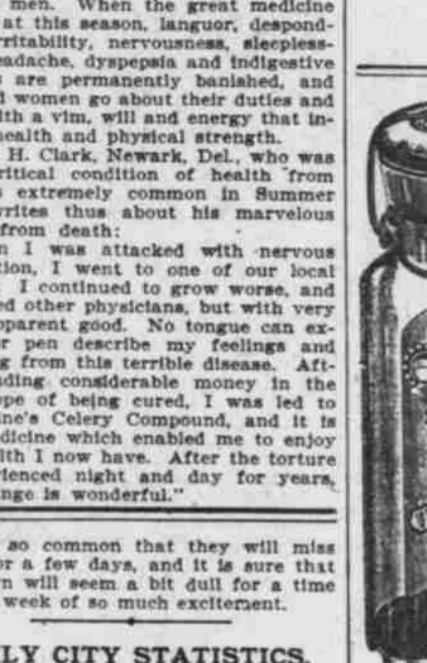 men. When the great medicine
at this season, langour, despond-
rritability, nervousness, sleepless-
eadache, dyspepsia and indigestive
s are permanently banished, and
d women go about their duties and
ith a vim, will and energy that in-
health and physical strength.
H. Clark, Newark, Del., who was
ritical condition of health from
s extremely common in Summer
writes thus about his marvelous
from death:
n I was attacked with nervous
tion, I went to one of our local
I continued to grow worse, and
ed other physicians, but with very
pparent good. No tongue can ex-
r pen describe my feelings and
g from this terrible disease. Aft-
nding considerable money in the
ope of being cured, I was led to
ine's Celery Compound, and it is
dicine which enabled me to enjoy
lth I now have. After the torture
rienced night and day for years,
nge is wonderful."
so common that they will miss
or a few days, and it is sure that
n will seem a bit dull for a time
week of so much excitement.
LY CITY STATISTICS.